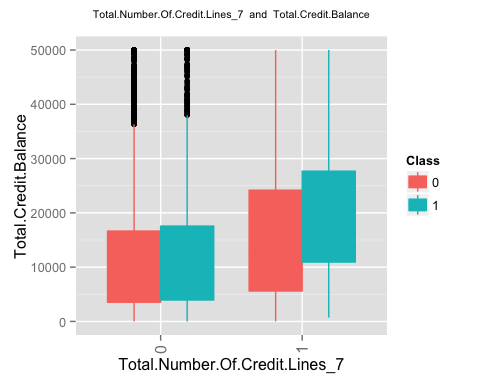 Total.Number.Of.Credit.Lines_7 and Total.Credit.Balance
50000
40000
30000
20000
10000
0
Total.Credit.Balance
0
1
Total.Number.Of.Credit.Lines_7
Class
0
1